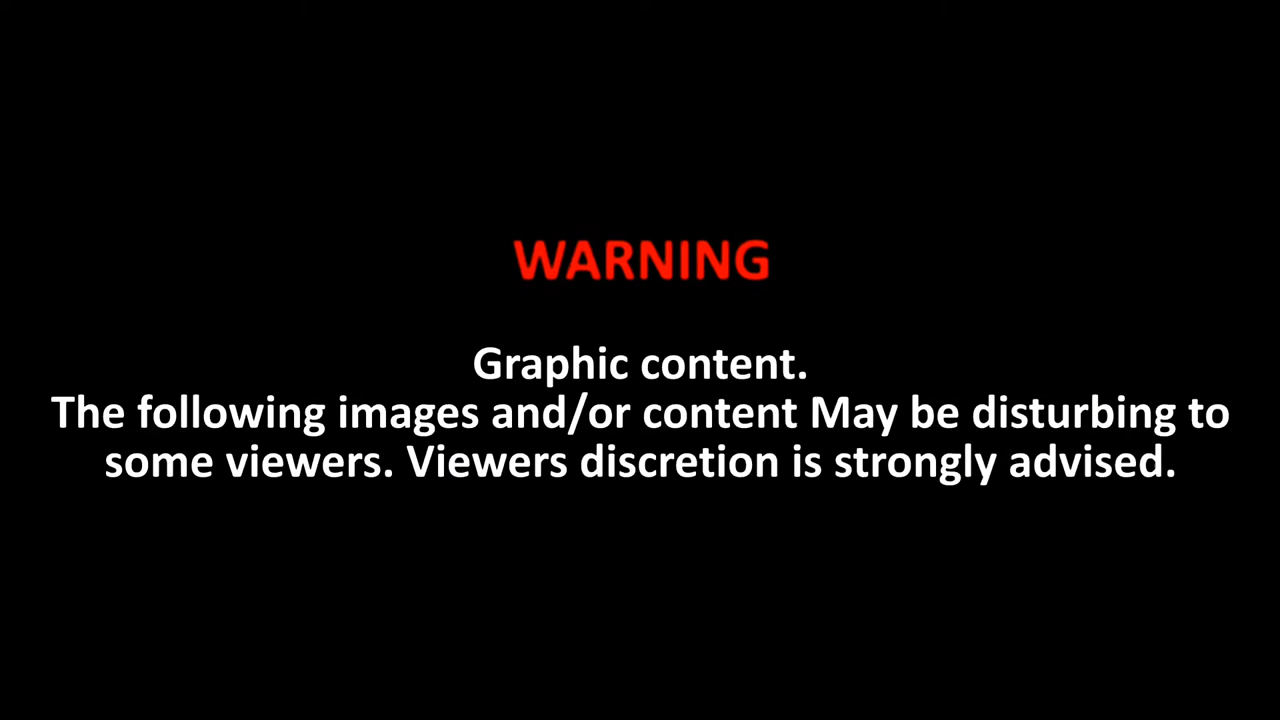 WARNING
Graphic content.
The following images and/or content May be disturbing to
some viewers. Viewers discretion is strongly advised.